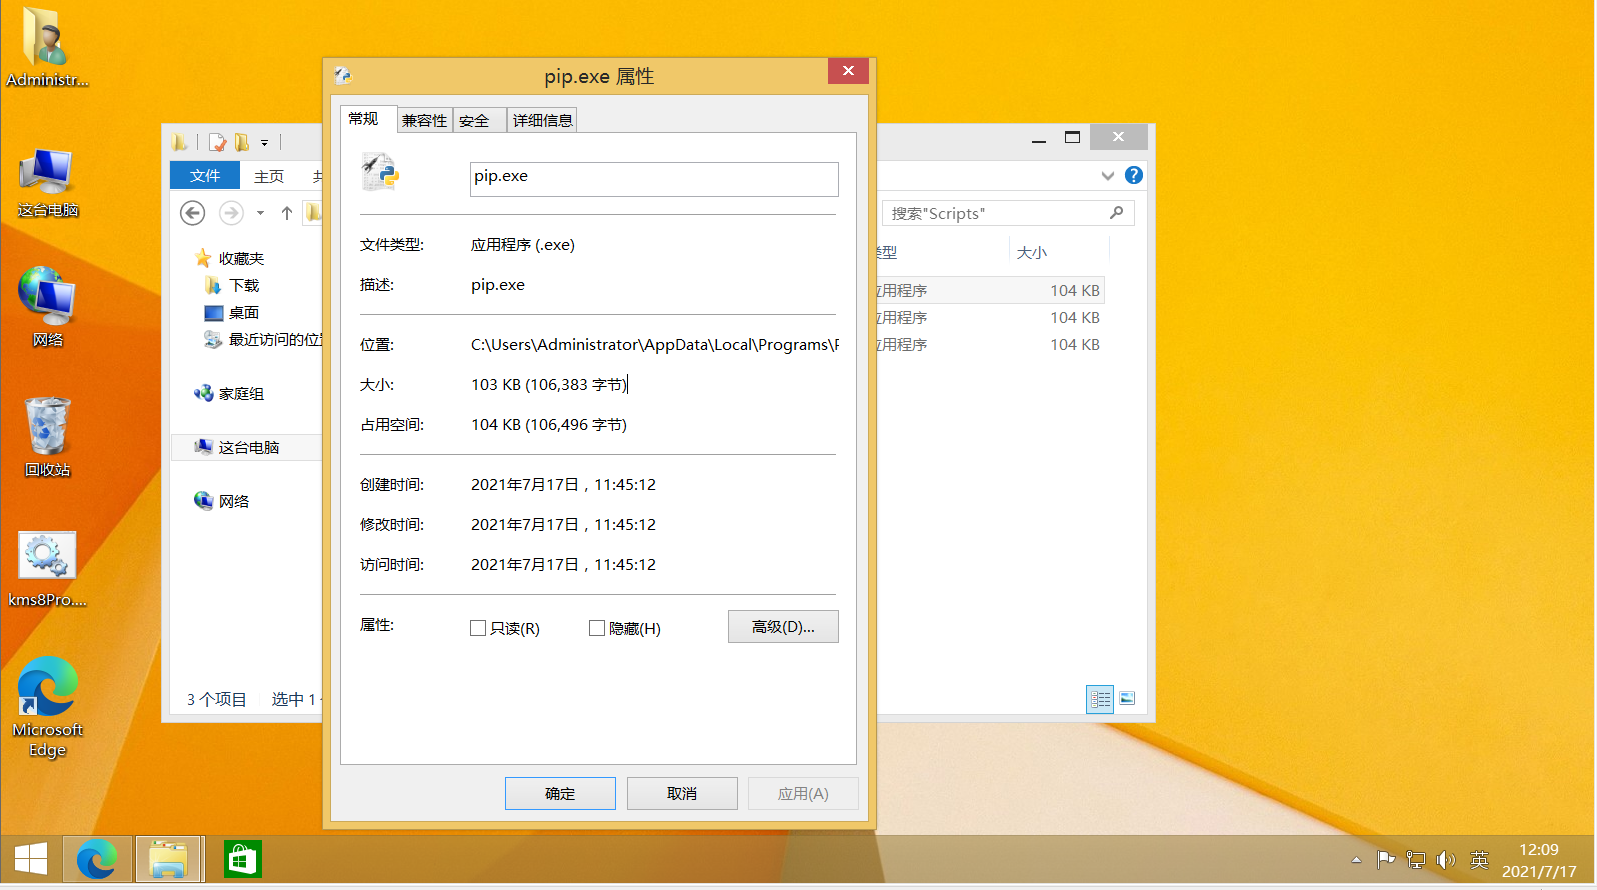 Administr...
这台电脑
网络
回收站
kms8Pro....
Microsoft
Edge
pip.exe 属性
常规
兼容性
安全
详细信息
pip.exe
文件类型:
应用程序 (.exe)
描述:
pip.exe
位置:
C:\Users\Administrator\AppData\Local\Programs\P
大小:
103 KB (106,383 字节)
占用空间:
104 KB (106,496 字节)
创建时间:
2021年7月17日，11:45:12
修改时间:
2021年7月17日，11:45:12
访问时间:
2021年7月17日，11:45:12
属性:
只读(R)
隐藏(H)
高级(D)...
确定
取消
应用(A)
文件
主页
收藏夹
下载
桌面
最近访问的位
家庭组
这台电脑
网络
3 个项目
选中 1
搜索"Scripts"
类型
大小
应用程序
104 KB
应用程序
104 KB
应用程序
104 KB
英
12:09
2021/7/17